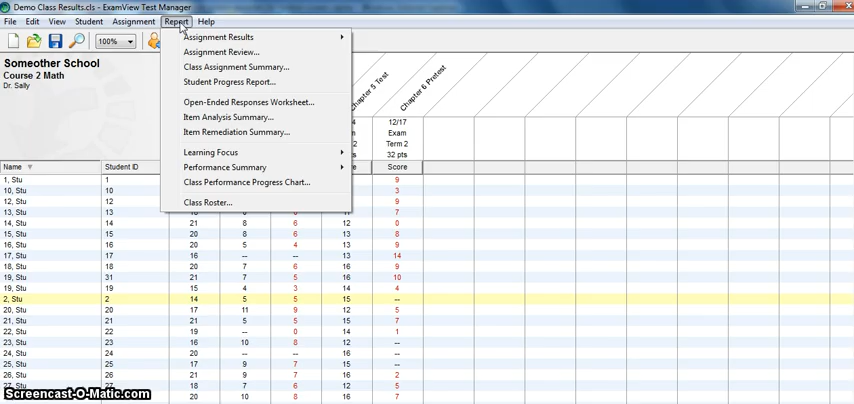 Demo Class Results.cls - ExamView Test Manager
File Edit View Student Assignment Report Help
100%
Assignment Results
Assignment Review...
Class Assignment Summary...
Student Progress Report...
Open-Ended Responses Worksheet...
Item Analysis Summary...
Item Remediation Summary...
Learning Focus
Performance Summary
Class Performance Progress Chart...
Class Roster...
Someother School
Course 2 Math
Dr. Sally
Chapter 5 Test
Chapter 6 Pretest
12/17
Exam
Term 2
32 pts
Name Student ID Score
1, Stu 1 9
10, Stu 10 3
12, Stu 12 9
13, Stu 13 7
14, Stu 14 21 8 6 12 0
15, Stu 15 20 8 6 13 8
16, Stu 16 20 5 4 13 9
17, Stu 17 16 -- -- 13 14
18, Stu 18 20 7 6 16 9
19, Stu 31 21 7 5 16 10
19, Stu 19 15 4 3 14 4
2, Stu 2 14 5 5 15 --
20, Stu 20 17 11 9 12 5
21, Stu 21 21 5 5 15 7
22, Stu 22 19 -- 0 14 1
23, Stu 23 16 10 8 12 --
24, Stu 24 20 -- -- 16 --
25, Stu 25 17 9 7 15 --
26, Stu 26 21 9 7 16 2
27, Stu 27 18 7 6 12 5
20 10 8 16 7
Screencast-O-Matic.com